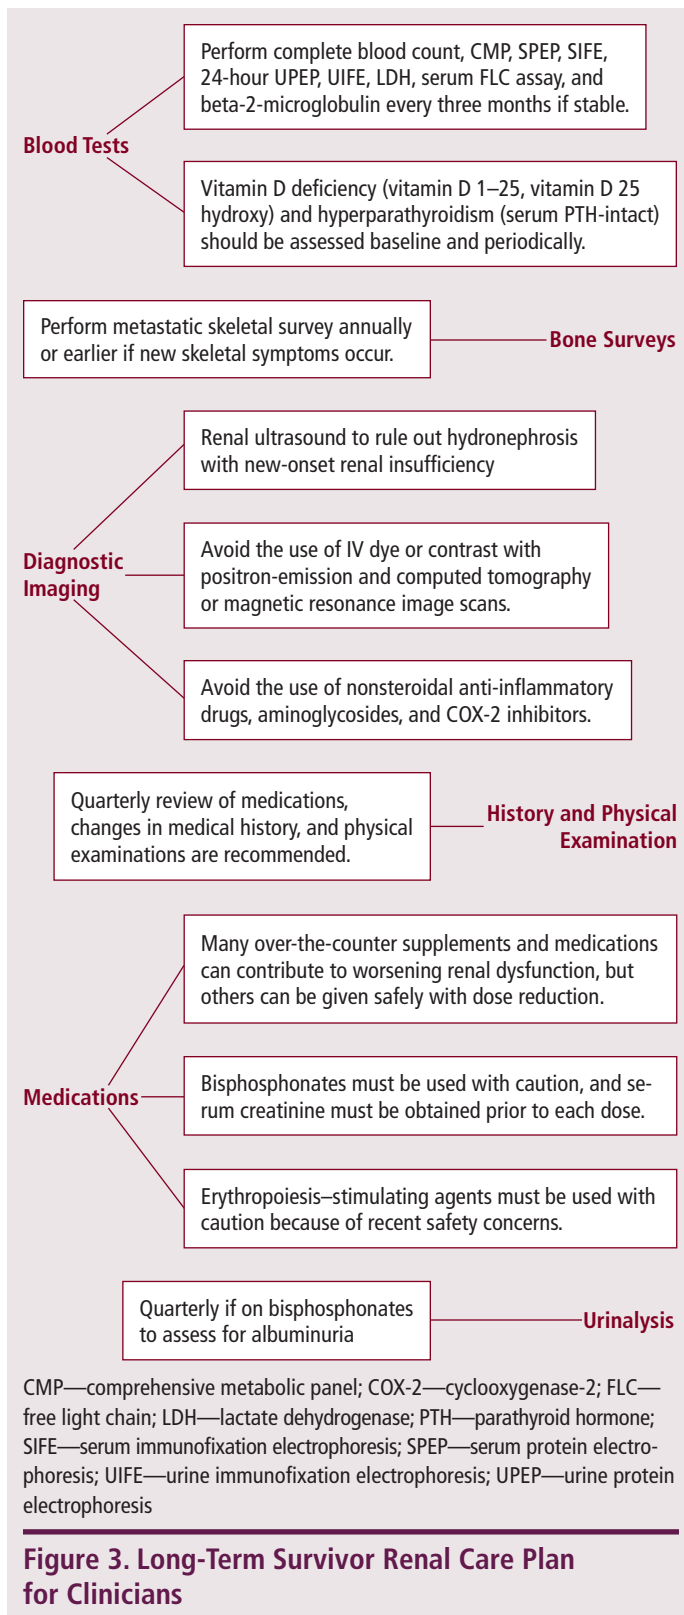 Perform complete blood count, CMP, SPEP, SIFE,
24-hour UPEP, UIFE, LDH, serum FLC assay, and
beta-2-microglobulin every three months if stable.
Blood Tests
Vitamin D deficiency (vitamin D 1–25, vitamin D 25
hydroxy) and hyperparathyroidism (serum PTH-intact)
should be assessed baseline and periodically.
Perform metastatic skeletal survey annually
or earlier if new skeletal symptoms occur.
Bone Surveys
Renal ultrasound to rule out hydronephrosis
with new-onset renal insufficiency
Diagnostic
Imaging
Avoid the use of IV dye or contrast with
positron-emission and computed tomography
or magnetic resonance image scans.
Avoid the use of nonsteroidal anti-inflammatory
drugs, aminoglycosides, and COX-2 inhibitors.
Quarterly review of medications,
changes in medical history, and physical
examinations are recommended.
History and Physical
Examination
Many over-the-counter supplements and medications
can contribute to worsening renal dysfunction, but
others can be given safely with dose reduction.
Medications
Bisphosphonates must be used with caution, and se-
rum creatinine must be obtained prior to each dose.
Erythropoiesis–stimulating agents must be used with
caution because of recent safety concerns.
Quarterly if on bisphosphonates
to assess for albuminuria
Urinalysis
CMP—comprehensive metabolic panel; COX-2—cyclooxygenase-2; FLC—
free light chain; LDH—lactate dehydrogenase; PTH—parathyroid hormone;
SIFE—serum immunofixation electrophoresis; SPEP—serum protein electro-
phoresis; UIFE—urine immunofixation electrophoresis; UPEP—urine protein
electrophoresis
Figure 3. Long-Term Survivor Renal Care Plan
for Clinicians